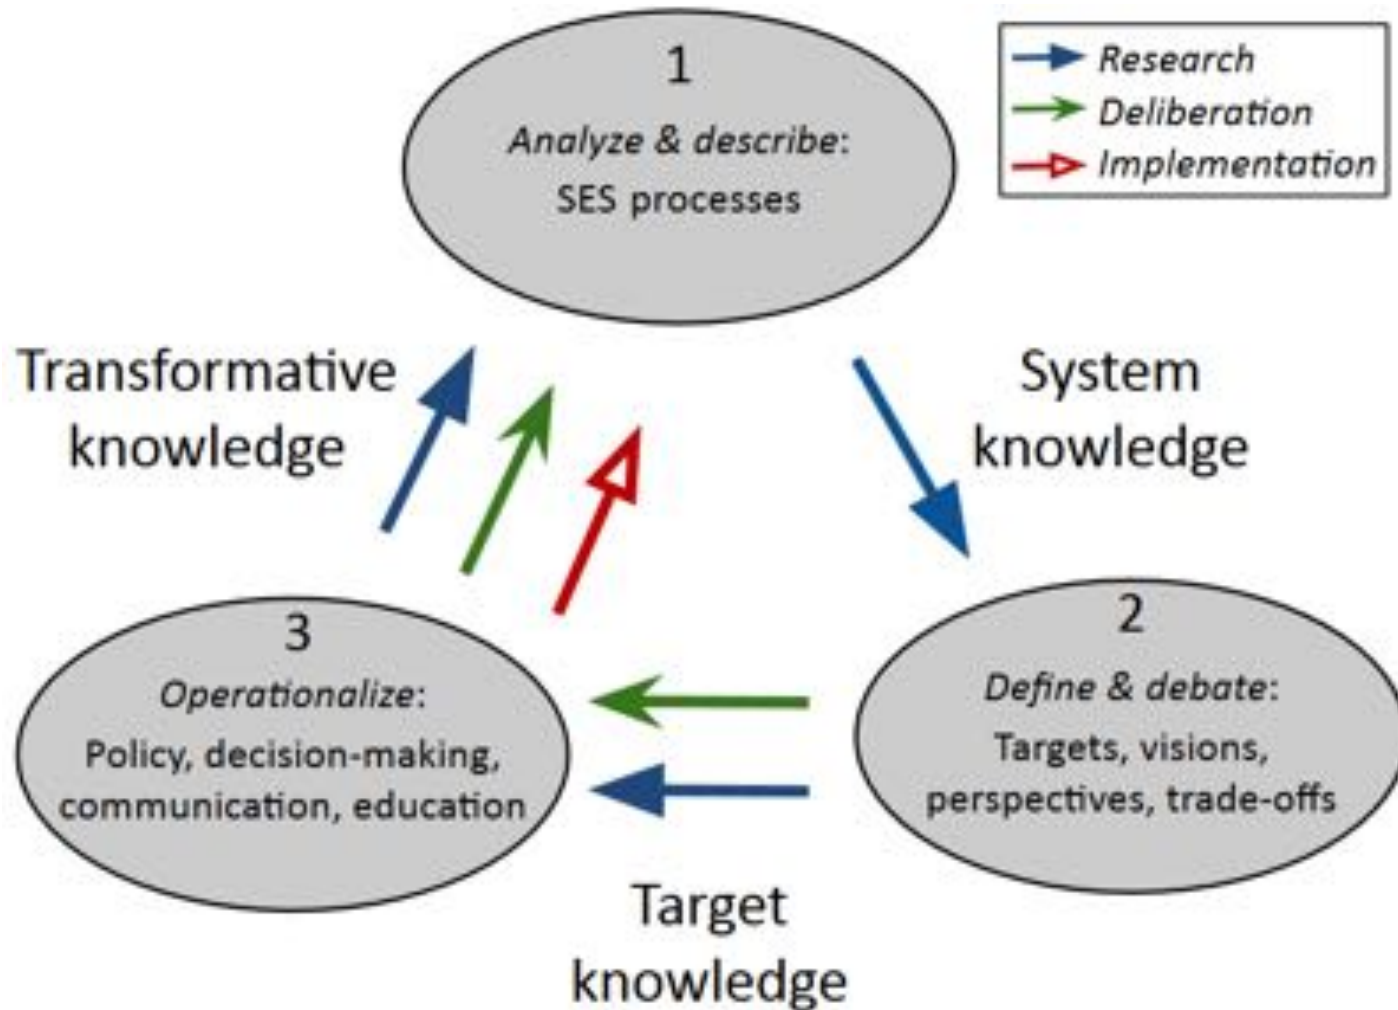 1
Analyze & describe:
SES processes
Research
Deliberation
Implementation
Transformative
knowledge
System
knowledge
3
Operationalize:
Policy, decision-making,
communication, education
2
Define & debate:
Targets, visions,
perspectives, trade-offs
Target
knowledge